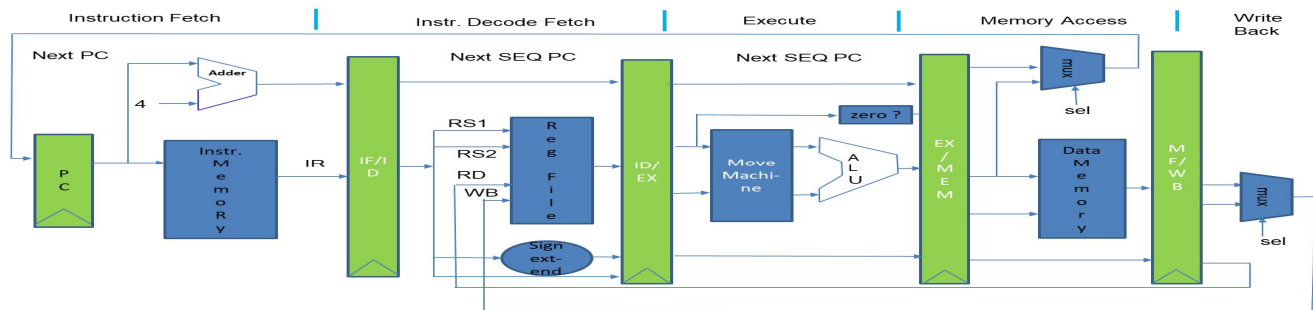 Instruction Fetch
Instr. Decode Fetch
Execute
Memory Access
Write
Back
Next PC
Adder
4
PC
Instr.
MemoRy
IR
IF/I
D
Next SEQ PC
RS1
RS2
RD
WB
Reg File
Sign
ext-
end
ID/
EX
Next SEQ PC
zero ?
Move
Machi-
ne
ALU
EX
/
MEM
mux
sel
Data
Memory
MF/WB
mux
sel